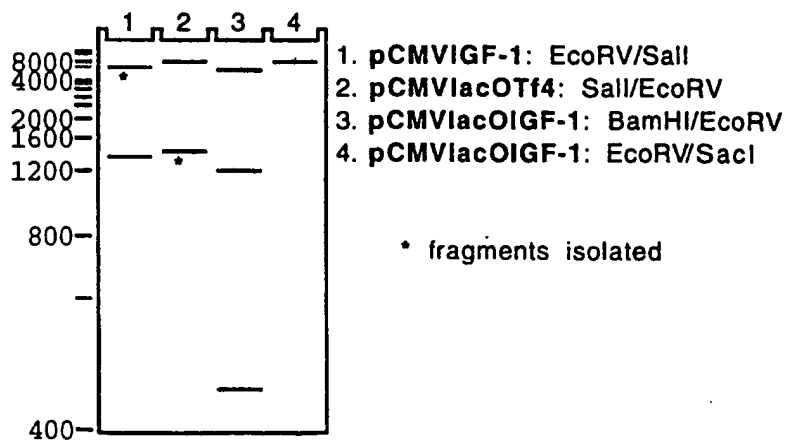 1 2 3 4
8000
4000
2000
1600
1200
800
400
1. pCMVIGF-1: EcoRV/SalI
2. pCMVlacOTf4: SalI/EcoRV
3. pCMVlacOIGF-1: BamHI/EcoRV
4. pCMVlacOIGF-1: EcoRV/SacI
* fragments isolated